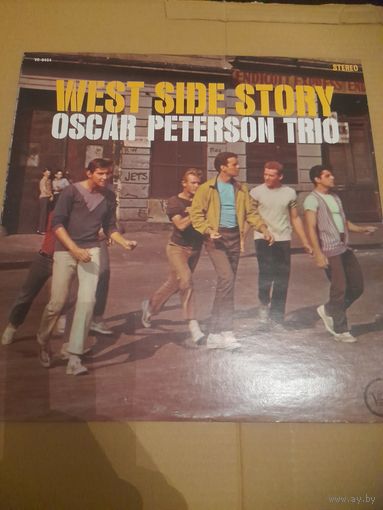 V6-8454
STEREO
WEST SIDE STORY
OSCAR PETERSON TRIO
JETS
www.ay.by